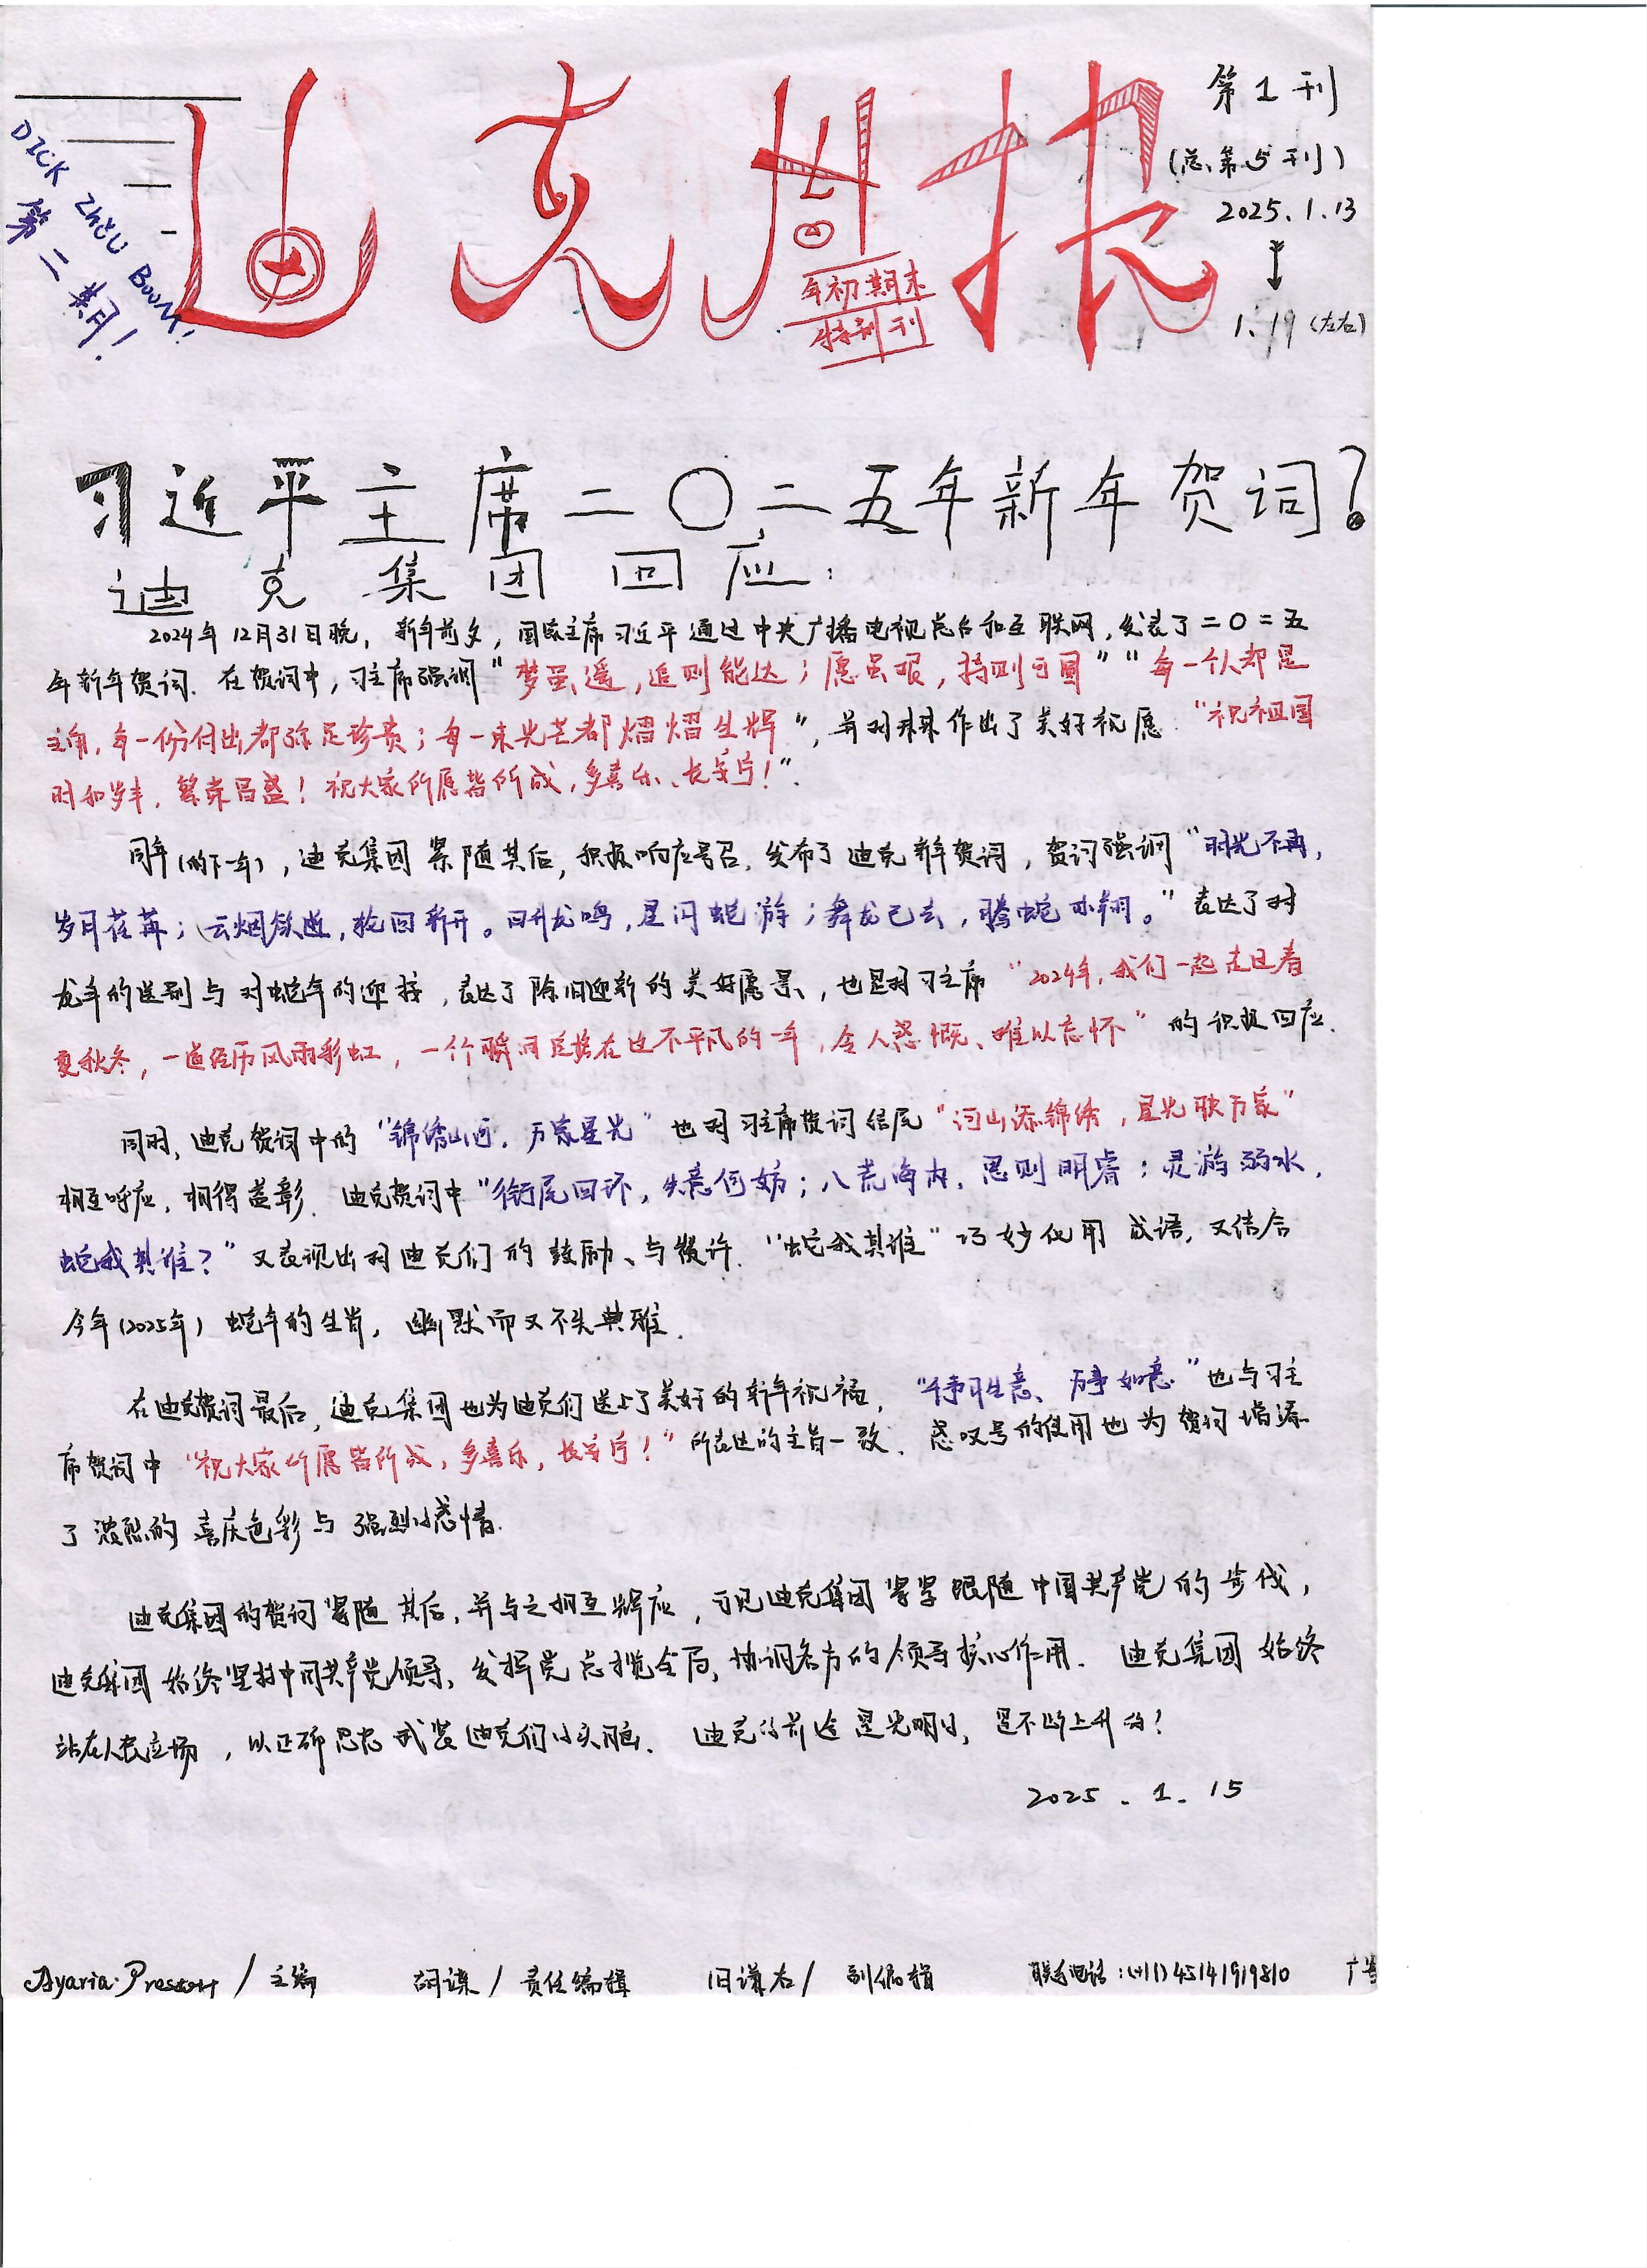 迪克周报
年初期末
特别刊
DICK ZhOU BOOM!
第二期!
第1刊
(总第5刊)
2025.1.13
1.19(左右)
习近平主席二〇二五年新年贺词?
迪克集团回应:
2024年12月31日晚,新年前夕,国家主席习近平通过中央广播电视总台和互联网,发表了二〇二五
年新年贺词.在贺词中,习主席强调"梦虽遥,追则能达;愿虽艰,持则可圆""每一个人都是
主角,每一份付出都弥足珍贵;每一束光芒都熠熠生辉",并对未来作出了美好祝愿"祝祖国
时和岁丰,繁荣昌盛!祝大家所愿皆所成,多喜乐、长安宁!".
同年(的下一年),迪克集团紧随其后,积极响应号召,发布了迪克新年贺词,贺词强调"时光不再,
岁月荏苒;云烟纵逝,轮回新开。日升龙鸣,星闪蛇游;舞龙已去,腾蛇亦翔。"表达了对
龙年的送别与对蛇年的迎接,表达了除旧迎新的美好愿景,也是对习主席"2024年,我们一起走过春
夏秋冬,一道经历风雨彩虹,一个个瞬间定格在这不平凡的一年,令人感慨、难以忘怀"的积极回应.
同时,迪克贺词中的"锦绣山河,万家星光"也对习主席贺词结尾"河山添锦绣,星光映万家"
相互呼应,相得益彰.迪克贺词中"衔尾回环,失意何妨;八荒海内,思则明睿;灵游弱水,
蛇我其谁?"又表现出对迪克们的鼓励、与赞许."蛇我其谁"巧妙化用成语,又结合
今年(2025年)蛇年的生肖,幽默而又不失典雅.
在迪克贺词最后,迪克集团也为迪克们送上了美好的新年祝福,"时生意、万事如意"也与习主
席贺词中"祝大家所愿皆所成,多喜乐,长安宁!"所表达的主旨一致.感叹号的使用也为贺词增添
了浓烈的喜庆色彩与强烈的感情.
迪克集团的贺词紧随其后,并与之相互辉应,可见迪克集团紧紧跟随中国共产党的步伐,
迪克集团始终坚持中国共产党领导,发挥党总揽全局,协调各方的领导核心作用.迪克集团始终
站在人民立场,以正确思想武装迪克们的头脑.迪克的前途是光明的,是不断上升的!
2025.1.15
Ayaria·Preston/主编 胡谍/责任编辑 旧谦右/副编辑 联系电话:(+11)45141919810 广告